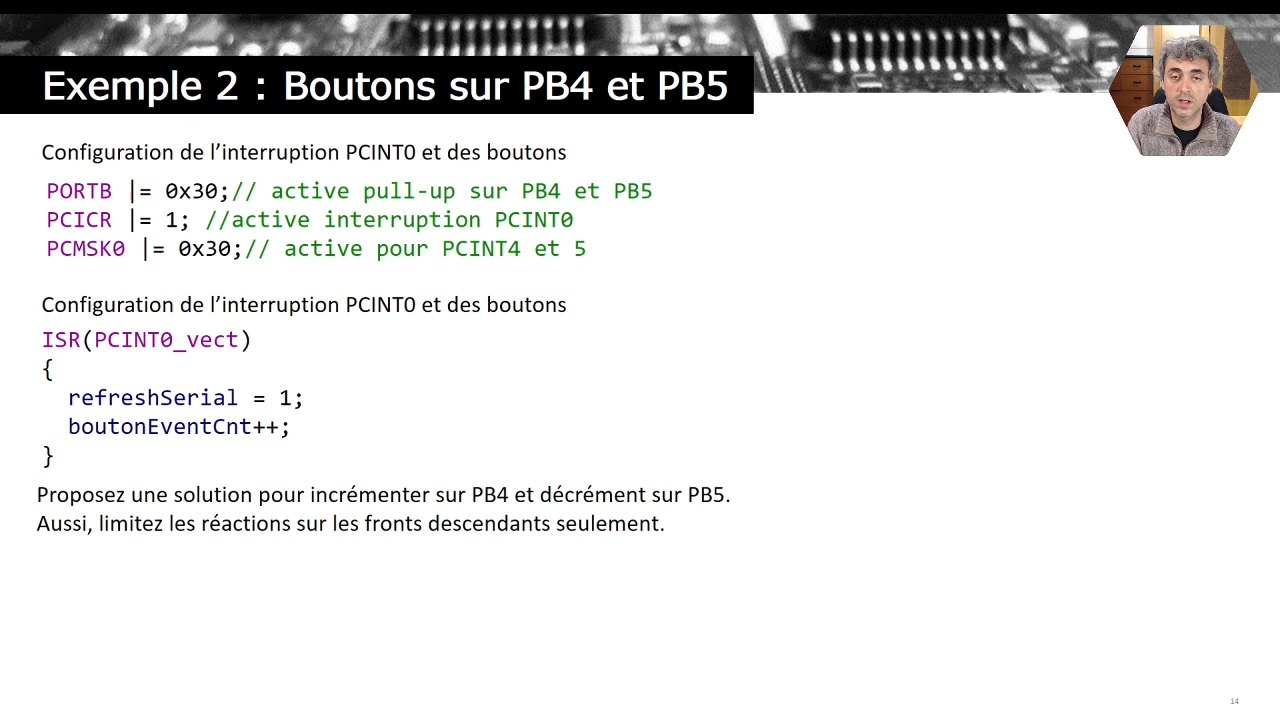 Exemple 2 : Boutons sur PB4 et PB5
Configuration de l’interruption PCINT0 et des boutons
PORTB |= 0x30;// active pull-up sur PB4 et PB5
PCICR |= 1; //active interruption PCINT0
PCMSK0 |= 0x30;// active pour PCINT4 et 5
Configuration de l’interruption PCINT0 et des boutons
ISR(PCINT0_vect)
{
refreshSerial = 1;
boutonEventCnt++;
}
Proposez une solution pour incrémenter sur PB4 et décrément sur PB5.
Aussi, limitez les réactions sur les fronts descendants seulement.
14